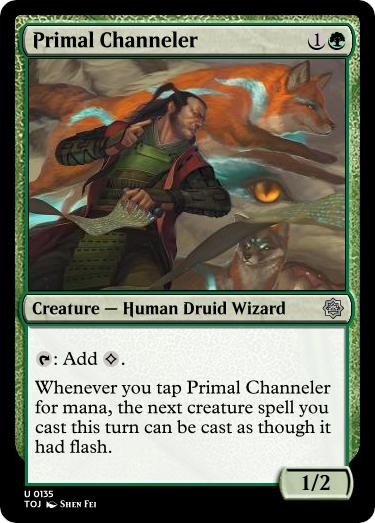 Primal Channeler 1
Creature — Human Druid Wizard
: Add .
Whenever you tap Primal Channeler
for mana, the next creature spell you
cast this turn can be cast as though it
had flash.
1/2
U 0135
TOJ Shen Fei